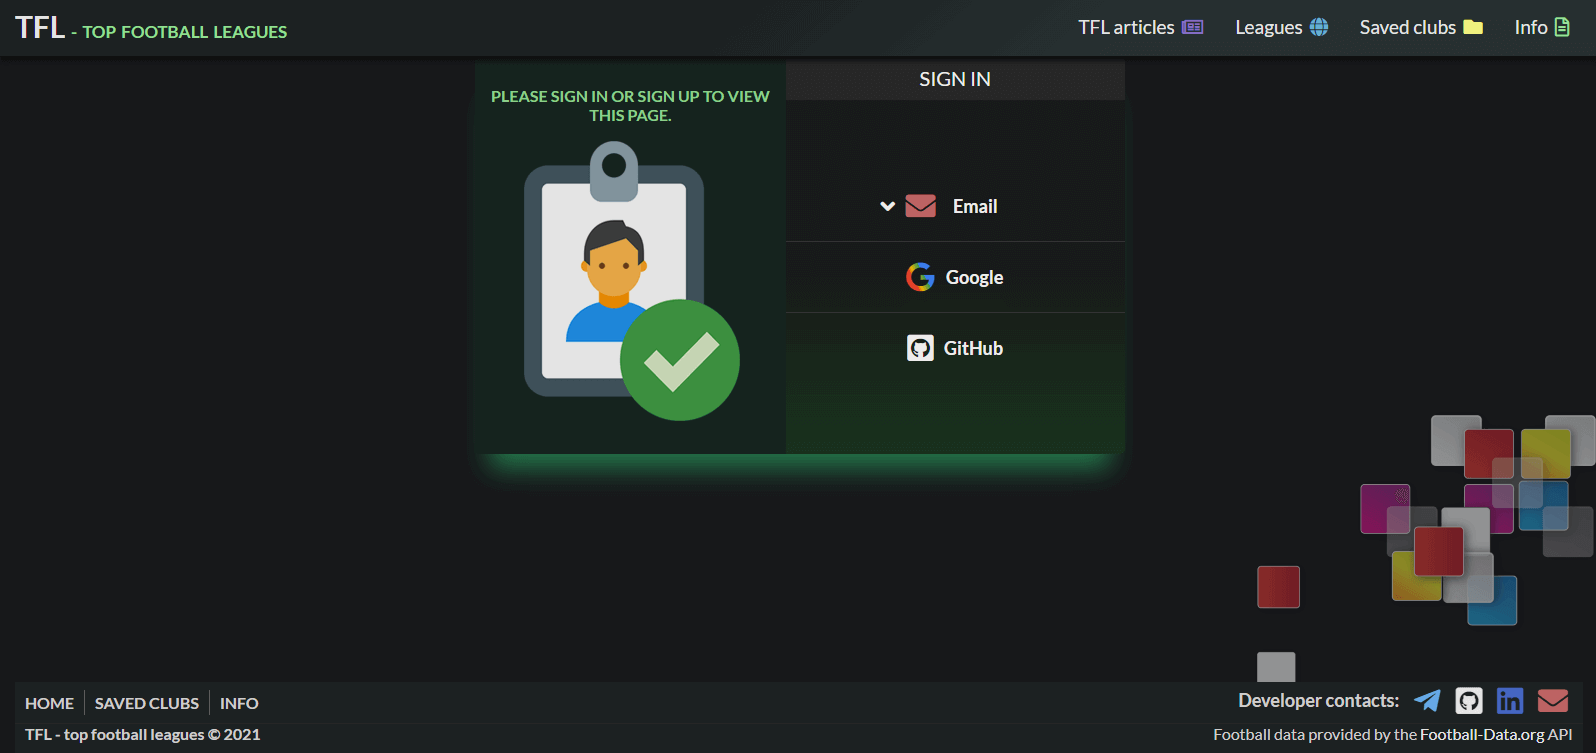 TFL - TOP FOOTBALL LEAGUES
TFL articles
Leagues
Saved clubs
Info
PLEASE SIGN IN OR SIGN UP TO VIEW
THIS PAGE.
SIGN IN
Email
Google
GitHub
HOME
SAVED CLUBS
INFO
Developer contacts:
TFL - top football leagues © 2021
Football data provided by the Football-Data.org API